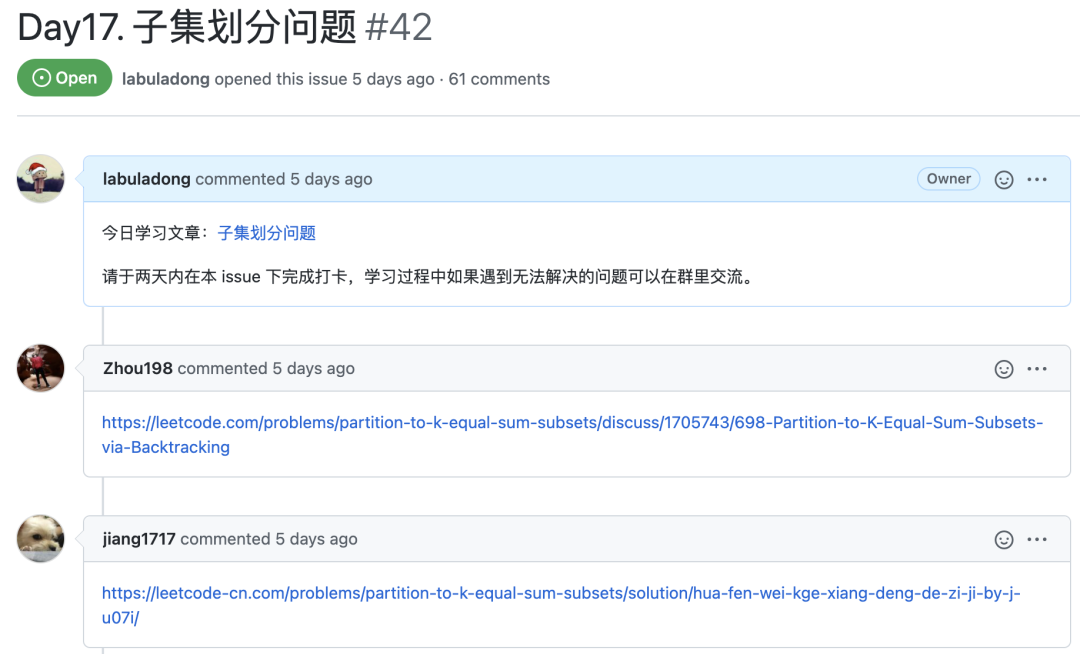 Day17. 子集划分问题 #42
Open labuladong opened this issue 5 days ago · 61 comments
labuladong commented 5 days ago Owner
今日学习文章：子集划分问题
请于两天内在本 issue 下完成打卡，学习过程中如果遇到无法解决的问题可以在群里交流。
Zhou198 commented 5 days ago
https://leetcode.com/problems/partition-to-k-equal-sum-subsets/discuss/1705743/698-Partition-to-K-Equal-Sum-Subsets-
via-Backtracking
jiang1717 commented 5 days ago
https://leetcode-cn.com/problems/partition-to-k-equal-sum-subsets/solution/hua-fen-wei-kge-xiang-deng-de-zi-ji-by-j-
u07i/